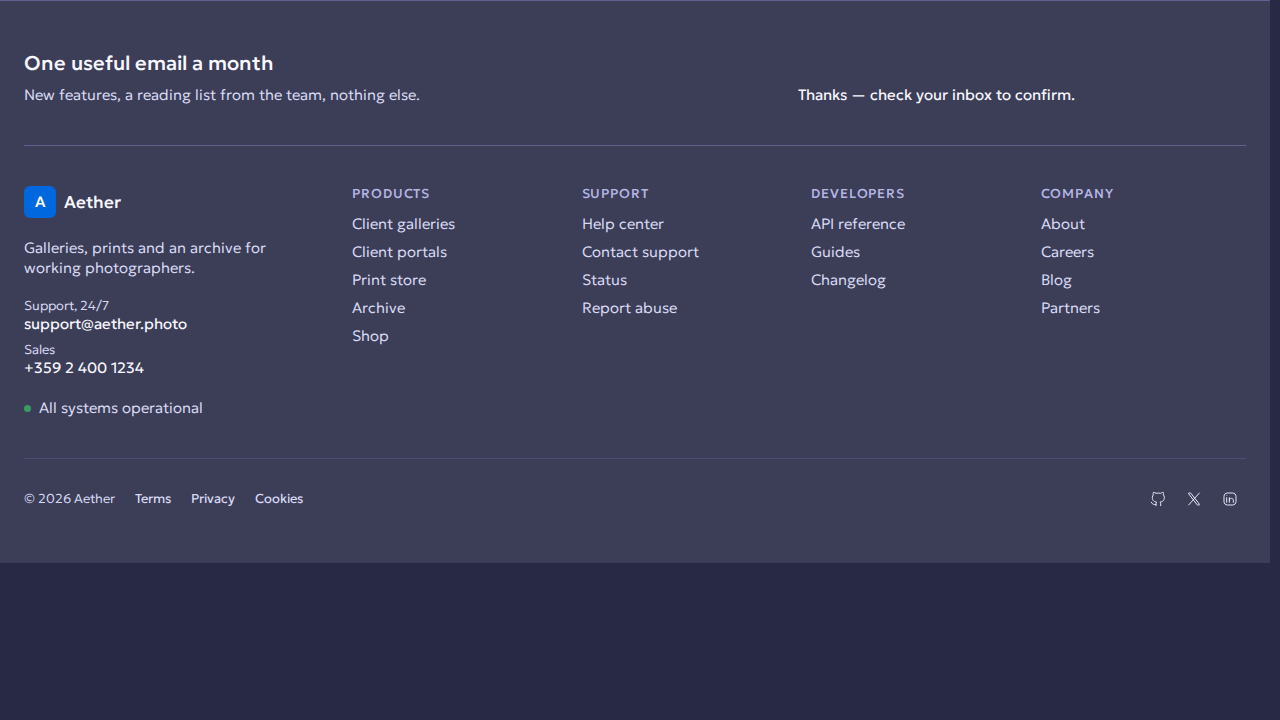 One useful email a month
New features, a reading list from the team, nothing else.
Thanks — check your inbox to confirm.
A Aether
Galleries, prints and an archive for
working photographers.
Support, 24/7
support@aether.photo
Sales
+359 2 400 1234
All systems operational
PRODUCTS
Client galleries
Client portals
Print store
Archive
Shop
SUPPORT
Help center
Contact support
Status
Report abuse
DEVELOPERS
API reference
Guides
Changelog
COMPANY
About
Careers
Blog
Partners
© 2026 Aether Terms Privacy Cookies